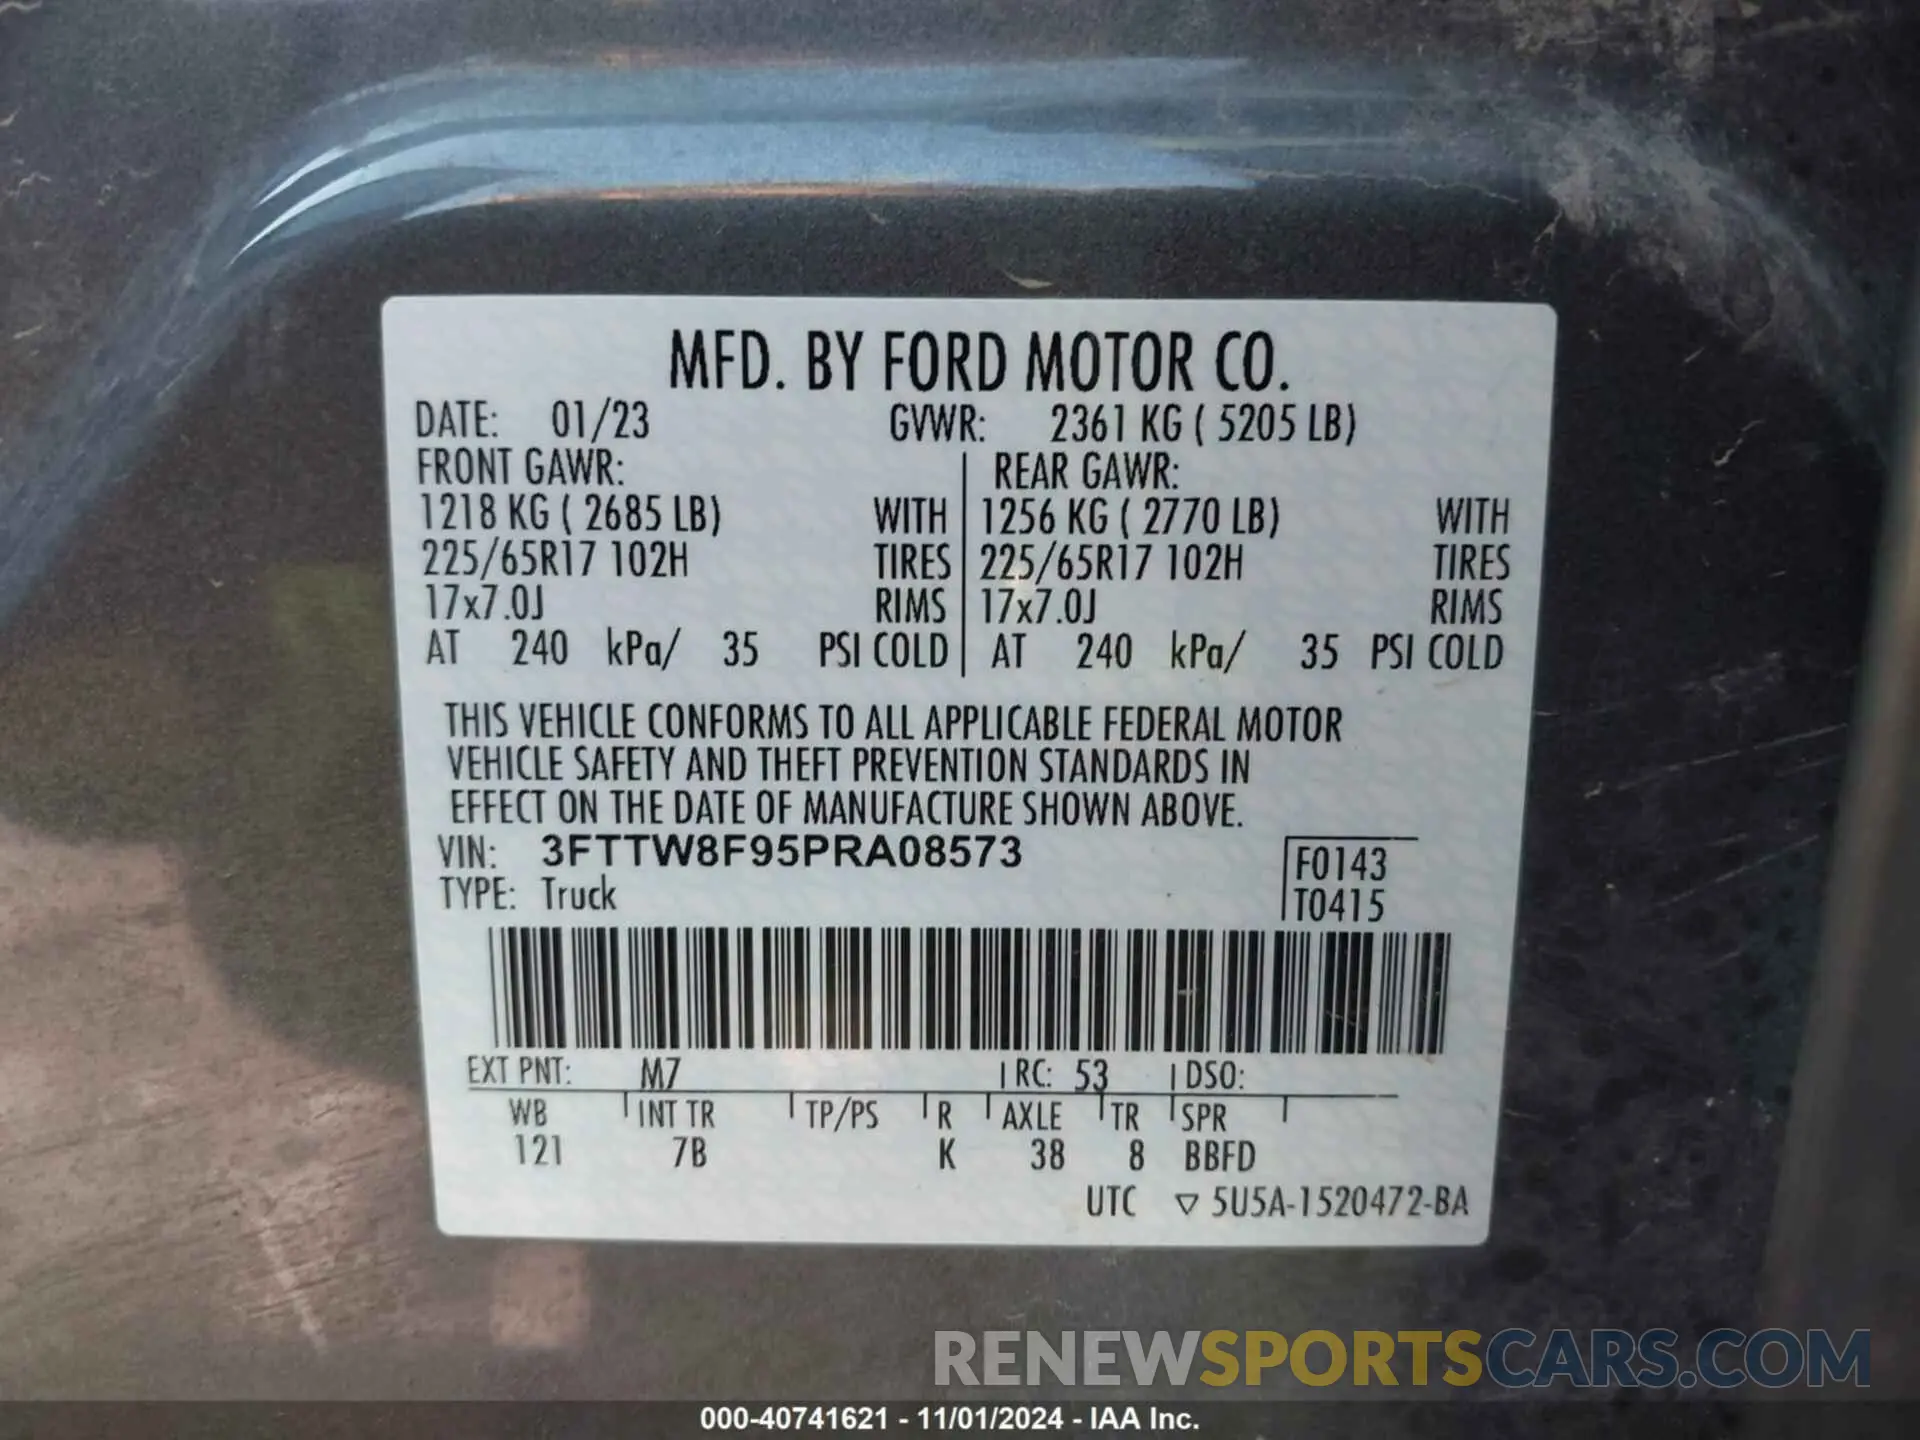 MFD. BY FORD MOTOR CO.
DATE: 01/23 GVWR: 2361 KG ( 5205 LB)
FRONT GAWR: REAR GAWR:
1218 KG ( 2685 LB) WITH 1256 KG ( 2770 LB) WITH
225/65R17 102H TIRES 225/65R17 102H TIRES
17x7.0J RIMS 17x7.0J RIMS
AT 240 kPa/ 35 PSI COLD AT 240 kPa/ 35 PSI COLD
THIS VEHICLE CONFORMS TO ALL APPLICABLE FEDERAL MOTOR
VEHICLE SAFETY AND THEFT PREVENTION STANDARDS IN
EFFECT ON THE DATE OF MANUFACTURE SHOWN ABOVE.
VIN: 3FTTW8F95PRA08573 F0143
TYPE: Truck T0415
EXT PNT: M7 RC: 53 DSO:
WB INT TR TP/PS R AXLE TR SPR
121 7B K 38 8 BBFD
UTC ▽ 5U5A-1520472-BA
RENEWSPORTSCARS.COM
000-40741621 - 11/01/2024 - IAA Inc.